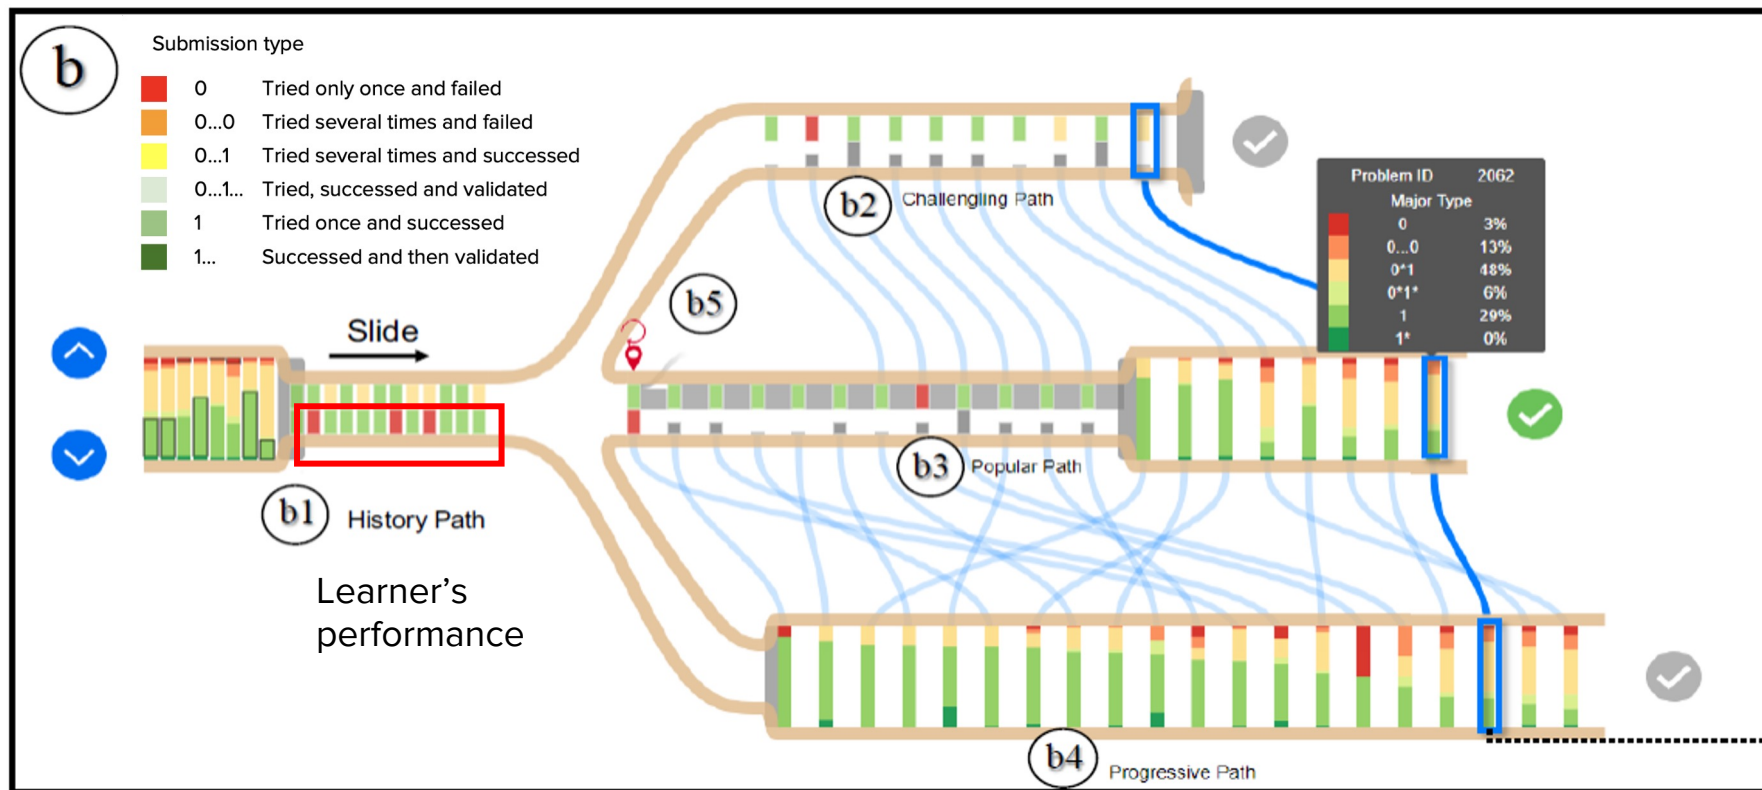 b
Submission type
0 Tried only once and failed
0...0 Tried several times and failed
0...1 Tried several times and successed
0...1... Tried, successed and validated
1 Tried once and successed
1... Successed and then validated
b2 Challengling Path
Problem ID 2062
Major Type
0 3%
0...0 13%
0*1 48%
0*1* 6%
1 29%
1* 0%
b5
Slide
b3 Popular Path
b1 History Path
Learner's
performance
b4 Progressive Path